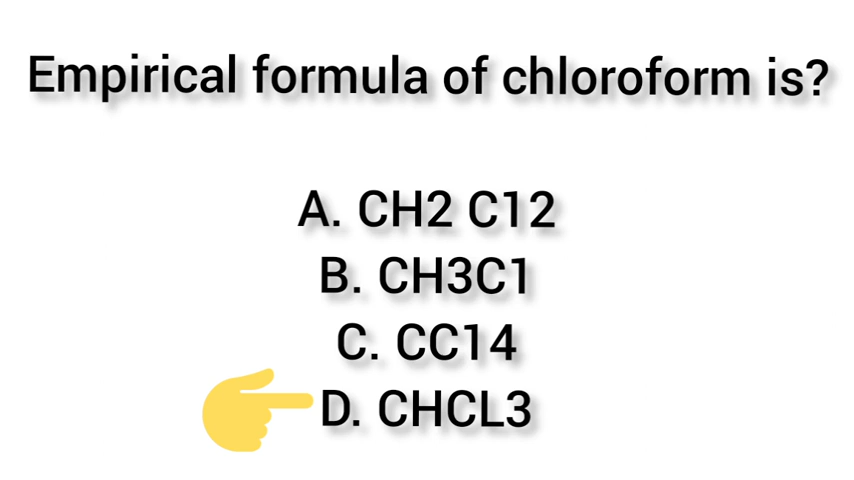 Empirical formula of chloroform is?
A. CH2 C12
B. CH3C1
C. CC14
D. CHCL3